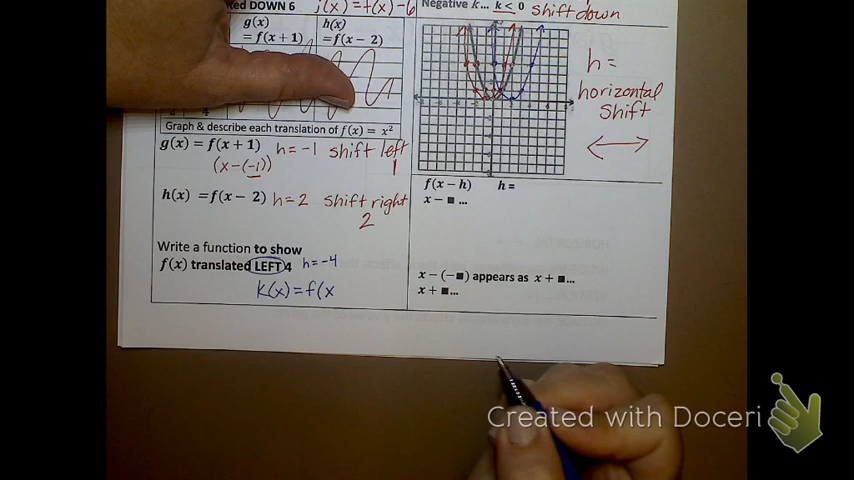 ted DOWN 6 j(x) = f(x) - 6
g(x) h(x)
= f(x + 1) = f(x − 2)
2 4
Graph & describe each translation of f(x) = x²
g(x) = f(x + 1) h = -1 shift left 1
(x-(-1))
h(x) = f(x − 2) h = 2 shift right 2
Write a function to show
f(x) translated LEFT 4 h = -4
k(x) = f(x
Negative k... k < 0 shift down
h =
horizontal
shift
f(x − h) h =
x − ■ ...
x − (−■) appears as x + ■...
x + ■...
Created with Doceri